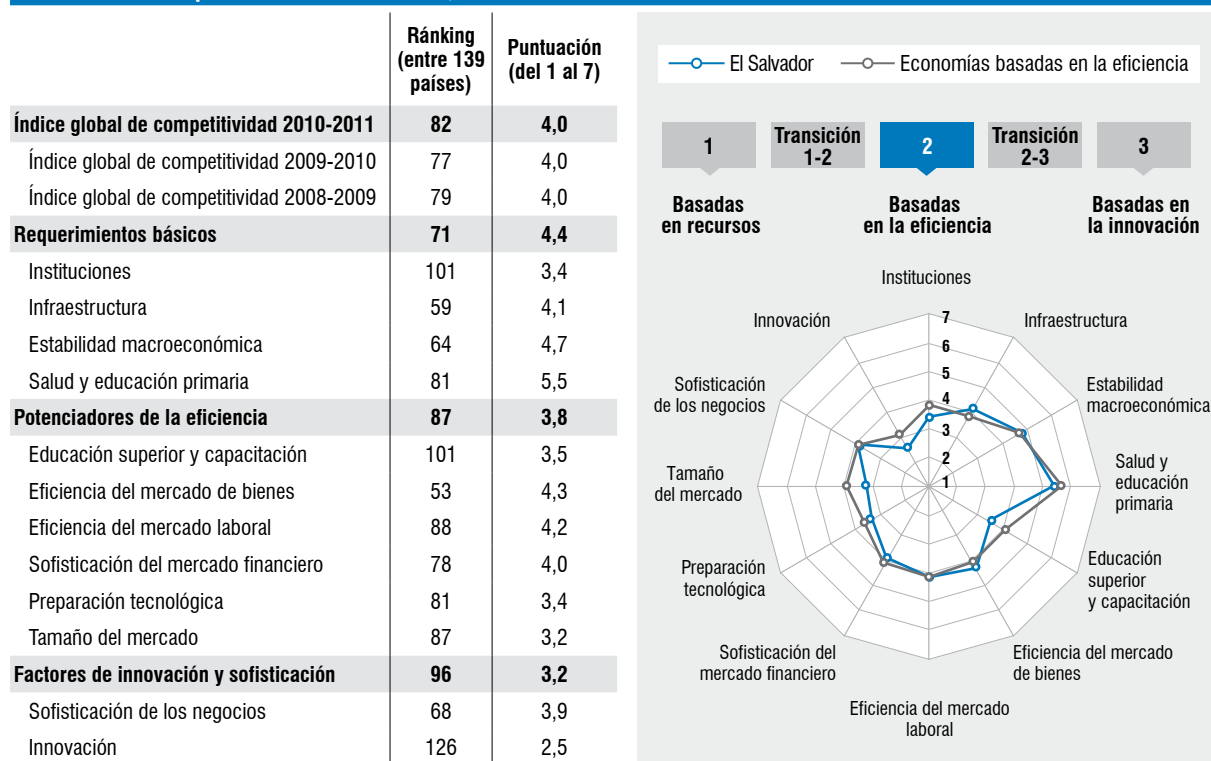 Ránking
(entre 139
países)
Puntuación
(del 1 al 7)
Índice global de competitividad 2010-2011 82 4,0
Índice global de competitividad 2009-2010 77 4,0
Índice global de competitividad 2008-2009 79 4,0
Requerimientos básicos 71 4,4
Instituciones 101 3,4
Infraestructura 59 4,1
Estabilidad macroeconómica 64 4,7
Salud y educación primaria 81 5,5
Potenciadores de la eficiencia 87 3,8
Educación superior y capacitación 101 3,5
Eficiencia del mercado de bienes 53 4,3
Eficiencia del mercado laboral 88 4,2
Sofisticación del mercado financiero 78 4,0
Preparación tecnológica 81 3,4
Tamaño del mercado 87 3,2
Factores de innovación y sofisticación 96 3,2
Sofisticación de los negocios 68 3,9
Innovación 126 2,5
El Salvador Economías basadas en la eficiencia
1
Transición
1-2
2
Transición
2-3
3
Basadas
en recursos
Basadas
en la eficiencia
Basadas en
la innovación
Instituciones
Infraestructura
Estabilidad
macroeconómica
Salud y
educación
primaria
Educación
superior
y capacitación
Eficiencia del mercado
de bienes
Eficiencia del mercado
laboral
Sofisticación del
mercado financiero
Preparación
tecnológica
Tamaño
del mercado
Sofisticación
de los negocios
Innovación
7
6
5
4
3
2
1